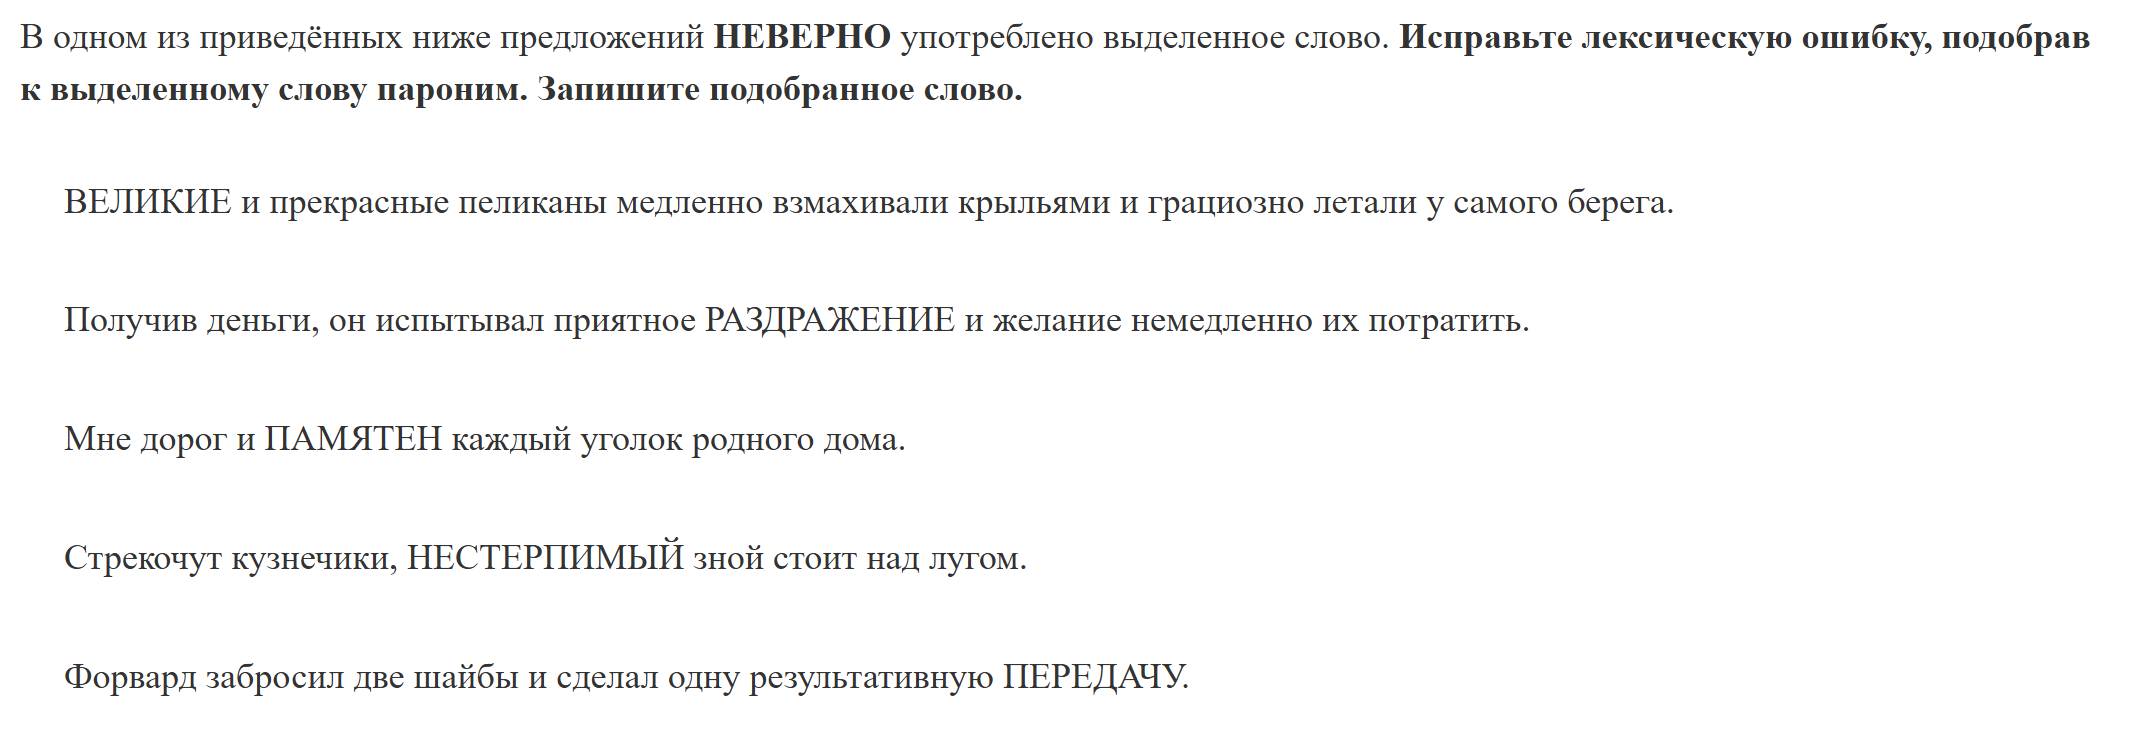 В одном из приведённых ниже предложений НЕВЕРНО употреблено выделенное слово. Исправьте лексическую ошибку, подобрав
к выделенному слову пароним. Запишите подобранное слово.
ВЕЛИКИЕ и прекрасные пеликаны медленно взмахивали крыльями и грациозно летали у самого берега.
Получив деньги, он испытывал приятное РАЗДРАЖЕНИЕ и желание немедленно их потратить.
Мне дорог и ПАМЯТЕН каждый уголок родного дома.
Стрекочут кузнечики, НЕСТЕРПИМЫЙ зной стоит над лугом.
Форвард забросил две шайбы и сделал одну результативную ПЕРЕДАЧУ.